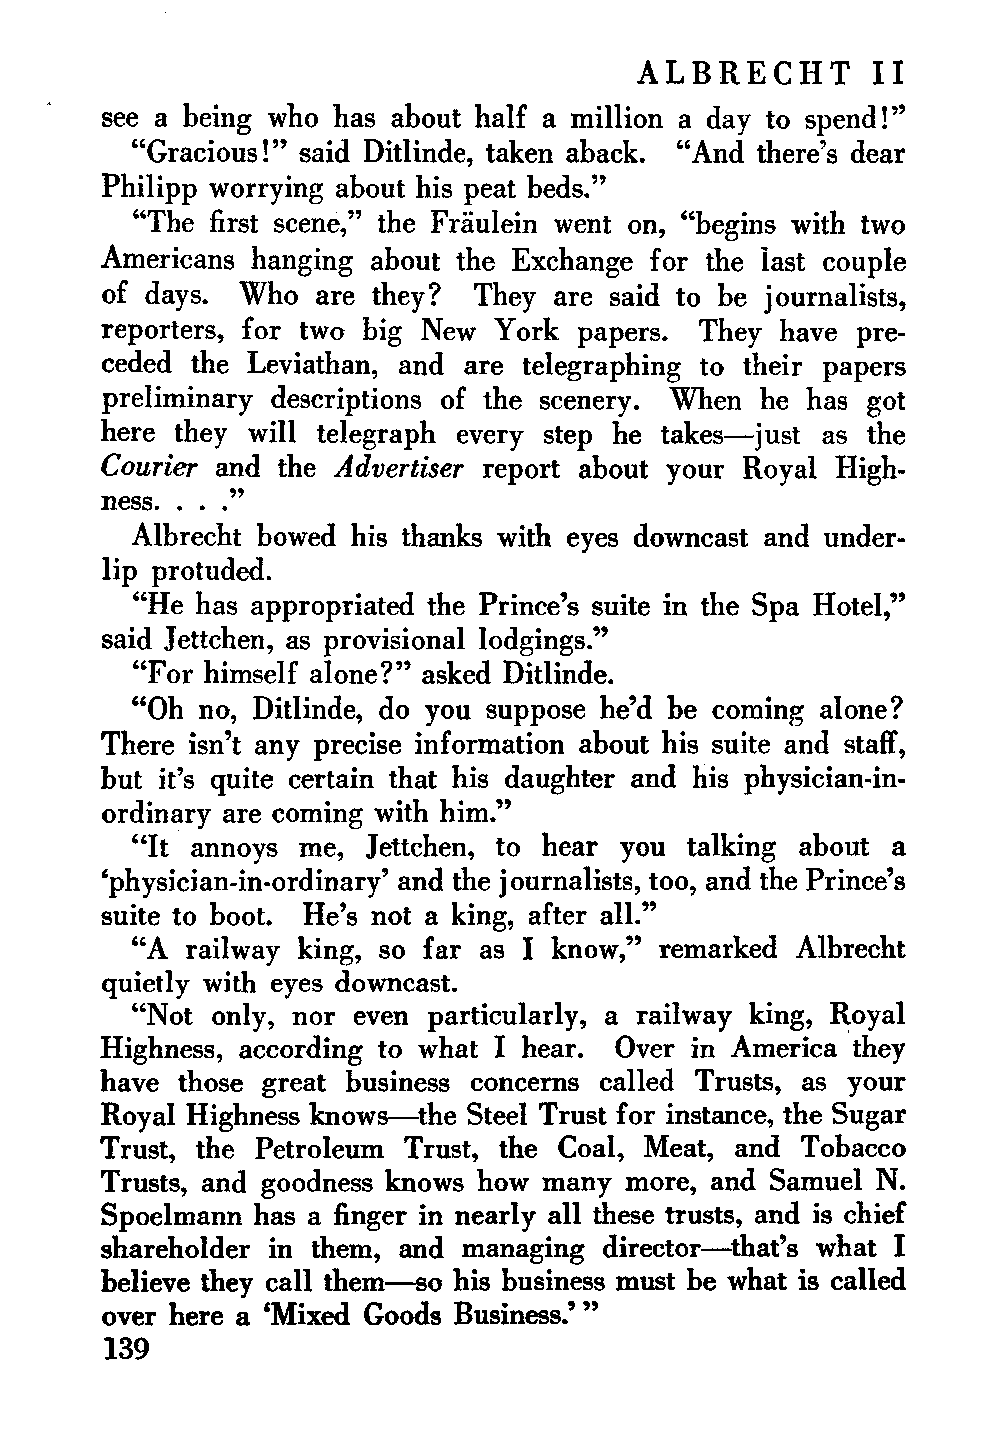 ALBRECHT II
see a being who has about half a million a day to spend!”
“Gracious!” said Ditlinde, taken aback. “And there’s dear
Philipp worrying about his peat beds.”
“The first scene,” the Fräulein went on, “begins with two
Americans hanging about the Exchange for the last couple
of days. Who are they? They are said to be journalists,
reporters, for two big New York papers. They have pre-
ceded the Leviathan, and are telegraphing to their papers
preliminary descriptions of the scenery. When he has got
here they will telegraph every step he takes—just as the
Courier and the Advertiser report about your Royal High-
ness. . . .”
Albrecht bowed his thanks with eyes downcast and under-
lip protuded.
“He has appropriated the Prince’s suite in the Spa Hotel,”
said Jettchen, as provisional lodgings.”
“For himself alone?” asked Ditlinde.
“Oh no, Ditlinde, do you suppose he’d be coming alone?
There isn’t any precise information about his suite and staff,
but it’s quite certain that his daughter and his physician-in-
ordinary are coming with him.”
“It annoys me, Jettchen, to hear you talking about a
‘physician-in-ordinary’ and the journalists, too, and the Prince’s
suite to boot. He’s not a king, after all.”
“A railway king, so far as I know,” remarked Albrecht
quietly with eyes downcast.
“Not only, nor even particularly, a railway king, Royal
Highness, according to what I hear. Over in America they
have those great business concerns called Trusts, as your
Royal Highness knows—the Steel Trust for instance, the Sugar
Trust, the Petroleum Trust, the Coal, Meat, and Tobacco
Trusts, and goodness knows how many more, and Samuel N.
Spoelmann has a finger in nearly all these trusts, and is chief
shareholder in them, and managing director—that’s what I
believe they call them—so his business must be what is called
over here a ‘Mixed Goods Business.’ ”
139